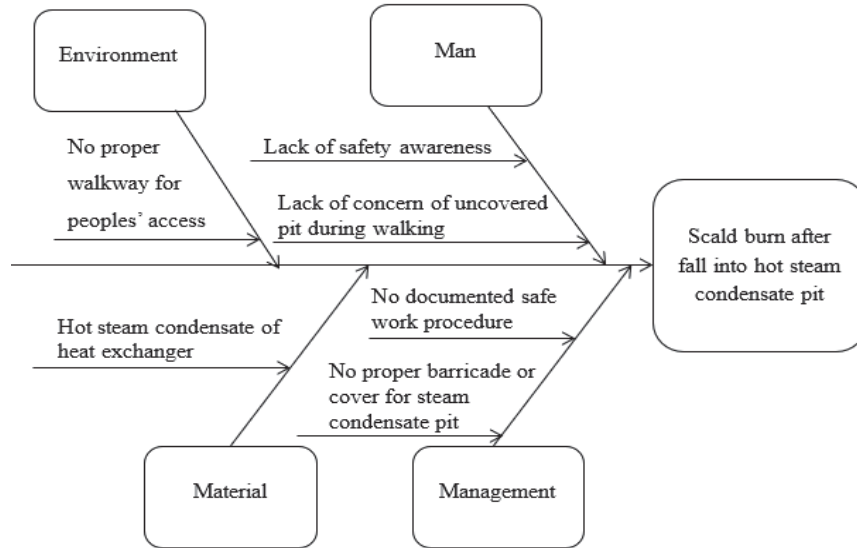 Environment
Man
No proper
walkway for
peoples’ access
Lack of safety awareness
Lack of concern of uncovered
pit during walking
Scald burn after
fall into hot steam
condensate pit
Hot steam condensate of
heat exchanger
No documented safe
work procedure
No proper barricade or
cover for steam
condensate pit
Material
Management